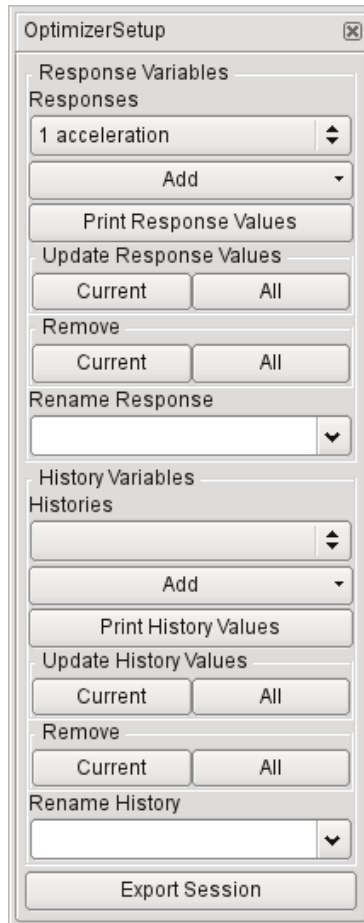 OptimizerSetup
Response Variables
Responses
1 acceleration
Add
Print Response Values
Update Response Values
Current All
Remove
Current All
Rename Response
History Variables
Histories
Add
Print History Values
Update History Values
Current All
Remove
Current All
Rename History
Export Session